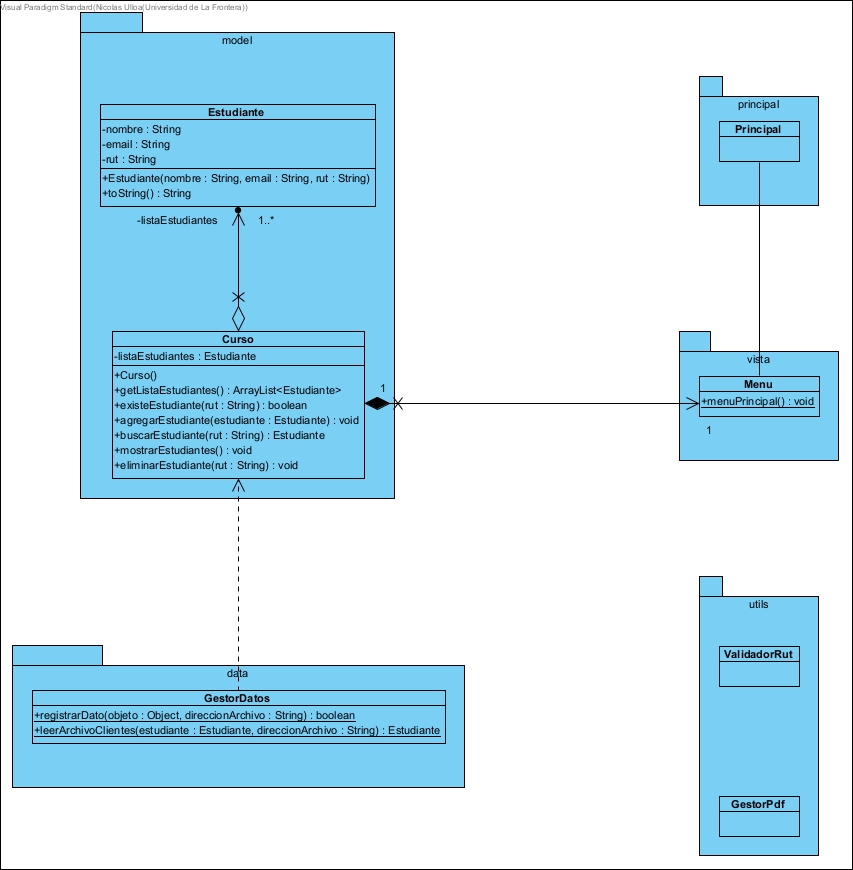 Visual Paradigm Standard(Nicolas Ulloa(Universidad de La Frontera))
model
Estudiante
-nombre : String
-email : String
-rut : String
+Estudiante(nombre : String, email : String, rut : String)
+toString() : String
-listaEstudiantes
1..*
Curso
-listaEstudiantes : Estudiante
+Curso()
+getListaEstudiantes() : ArrayList<Estudiante>
+existeEstudiante(rut : String) : boolean
+agregarEstudiante(estudiante : Estudiante) : void
+buscarEstudiante(rut : String) : Estudiante
+mostrarEstudiantes() : void
+eliminarEstudiante(rut : String) : void
1
principal
Principal
vista
Menu
+menuPrincipal() : void
1
data
GestorDatos
+registrarDato(objeto : Object, direccionArchivo : String) : boolean
+leerArchivoClientes(estudiante : Estudiante, direccionArchivo : String) : Estudiante
utils
ValidadorRut
GestorPdf